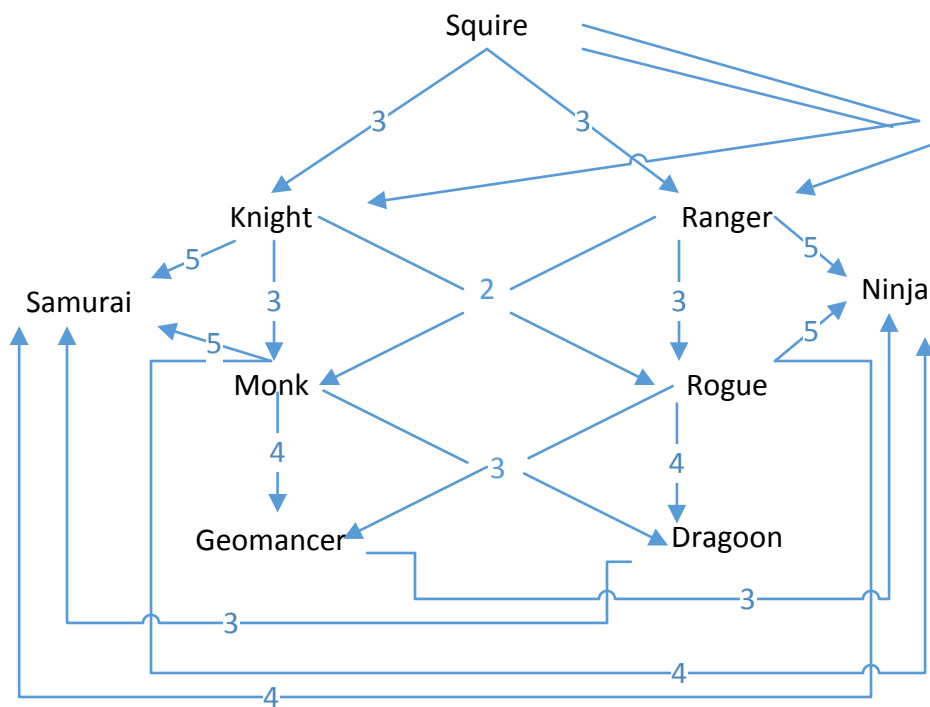 Squire
3 3
Knight Ranger
5 5
Samurai 3 2 3 Ninja
5 5
Monk Rogue
4 3 4
Geomancer Dragoon
3
3
4
4